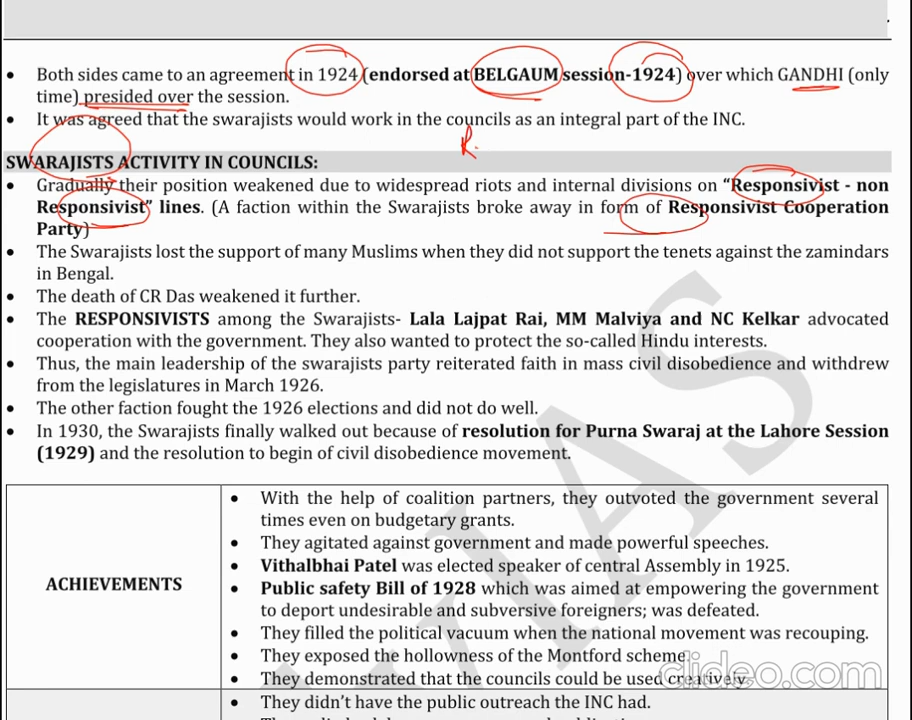 • Both sides came to an agreement in 1924 (endorsed at BELGAUM session-1924) over which GANDHI (only
time) presided over the session.
• It was agreed that the swarajists would work in the councils as an integral part of the INC.
R.
SWARAJISTS ACTIVITY IN COUNCILS:
• Gradually their position weakened due to widespread riots and internal divisions on “Responsivist - non
Responsivist” lines. (A faction within the Swarajists broke away in form of Responsivist Cooperation
Party)
• The Swarajists lost the support of many Muslims when they did not support the tenets against the zamindars
in Bengal.
• The death of CR Das weakened it further.
• The RESPONSIVISTS among the Swarajists- Lala Lajpat Rai, MM Malviya and NC Kelkar advocated
cooperation with the government. They also wanted to protect the so-called Hindu interests.
• Thus, the main leadership of the swarajists party reiterated faith in mass civil disobedience and withdrew
from the legislatures in March 1926.
• The other faction fought the 1926 elections and did not do well.
• In 1930, the Swarajists finally walked out because of resolution for Purna Swaraj at the Lahore Session
(1929) and the resolution to begin of civil disobedience movement.
ACHIEVEMENTS
• With the help of coalition partners, they outvoted the government several
times even on budgetary grants.
• They agitated against government and made powerful speeches.
• Vithalbhai Patel was elected speaker of central Assembly in 1925.
• Public safety Bill of 1928 which was aimed at empowering the government
to deport undesirable and subversive foreigners; was defeated.
• They filled the political vacuum when the national movement was recouping.
• They exposed the hollowness of the Montford scheme.
• They demonstrated that the councils could be used creatively.
• They didn’t have the public outreach the INC had.
VIAS
clideo.com